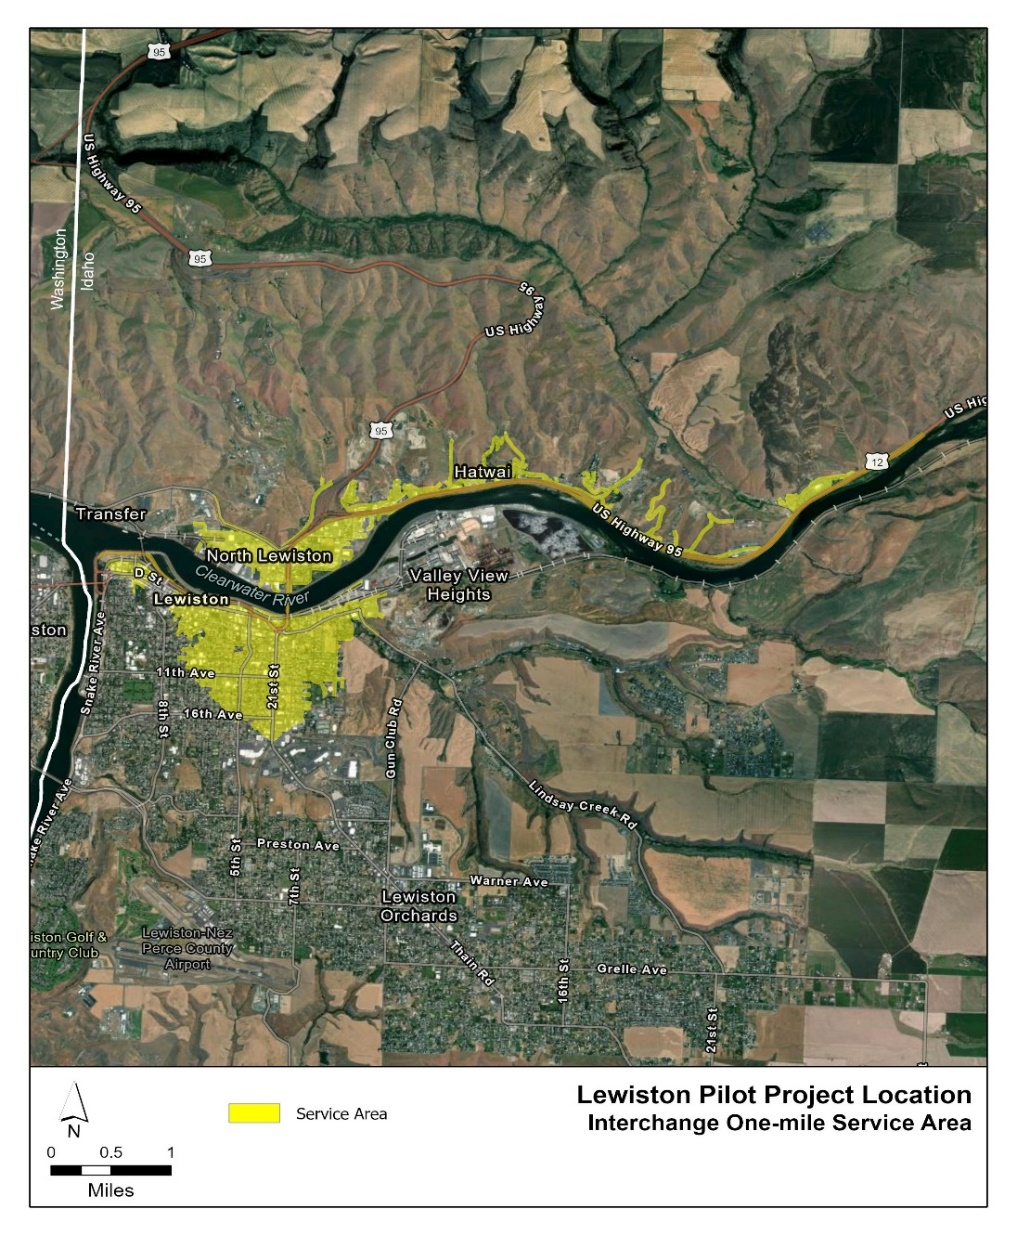 95
US Highway 95
Washington
Idaho
95
95
US Highway
95
US Hig
12
Hatwai
Transfer
US Highway 95
North Lewiston
Clearwater River
D St
Valley View
Heights
Lewiston
ston
Snake River Ave
11th Ave
21st St
8th St
16th Ave
Gun Club Rd
ake River Ave
Lindsay Creek Rd
5th St
Preston Ave
7th St
Warner Ave
Lewiston
Orchards
iston Golf &
untry Club
Lewiston-Nez
Perce County
Airport
Thain Rd
16th St
Grelle Ave
21st St
N
0 0.5 1
Miles
Service Area
Lewiston Pilot Project Location
Interchange One-mile Service Area